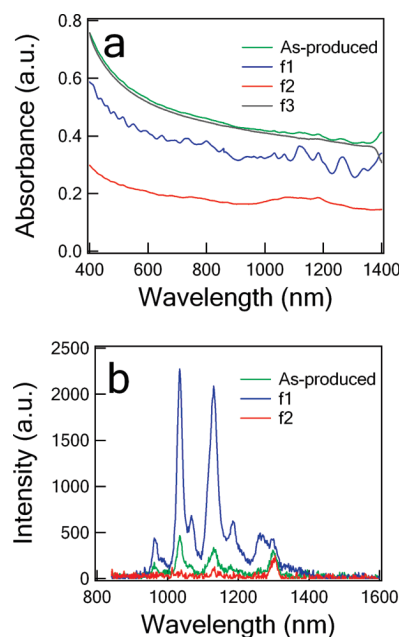 a
As-produced
f1
f2
f3
Absorbance (a.u.)
0.8
0.6
0.4
0.2
0.0
400 600 800 1000 1200 1400
Wavelength (nm)
b
As-produced
f1
f2
Intensity (a.u.)
2500
2000
1500
1000
500
0
800 1000 1200 1400 1600
Wavelength (nm)